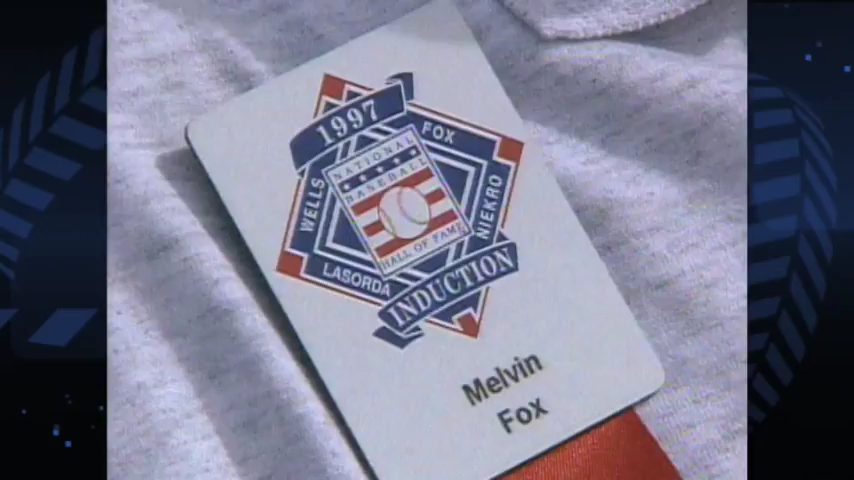 1997
FOX
NATIONAL
BASEBALL
HALL OF FAME
WELLS
NIEKRO
LASORDA
INDUCTION
Melvin
Fox